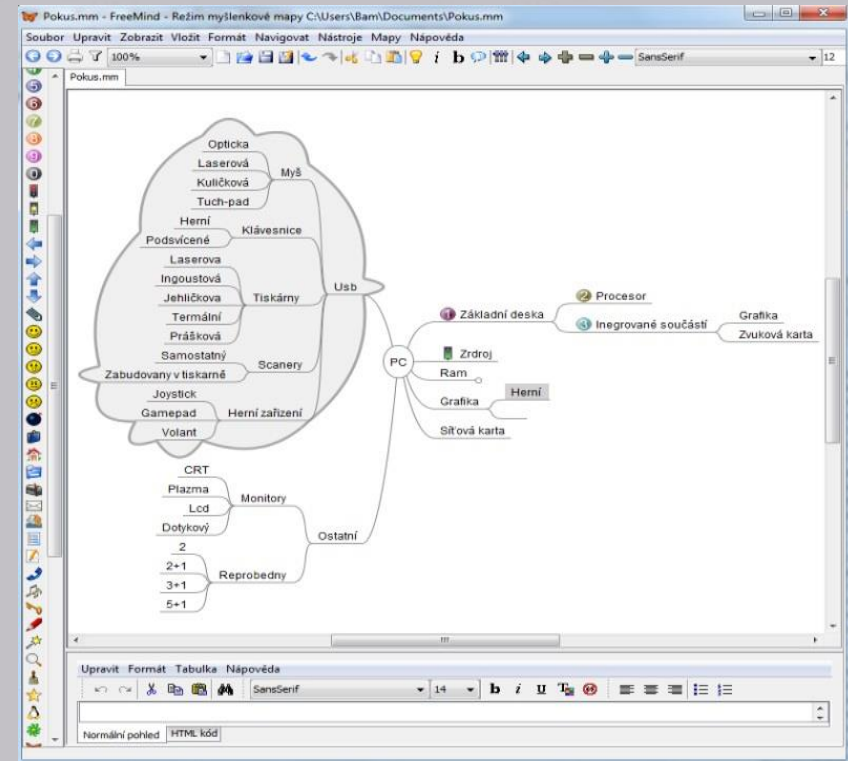 Pokus.mm - FreeMind - Režim myšlenkové mapy C:\Users\Bam\Documents\Pokus.mm
Soubor Upravit Zobrazit Vložit Formát Navigovat Nástroje Mapy Nápověda
100%
SansSerif
12
Pokus.mm
Opticka
Laserová
Kuličková
Tuch-pad
Myš
Herní
Podsvícené
Klávesnice
Laserova
Ingoustová
Jehličkova
Termální
Prášková
Tiskárny
Samostatný
Zabudovany v tiskarně
Scanery
Joystick
Gamepad
Volant
Herní zařizení
Usb
CRT
Plazma
Lcd
Dotykový
Monitory
2
2+1
3+1
5+1
Reprobedny
Ostatní
PC
Základní deska
Procesor
Inegrované součástí
Grafika
Zvuková karta
Zrdroj
Ram
Grafika
Herní
Síťová karta
Upravit Formát Tabulka Nápověda
SansSerif
14
Normální pohled
HTML kód